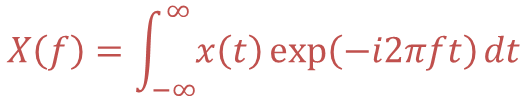 X(f) = ∫_{-∞}^{∞} x(t) exp(−i2πft) dt